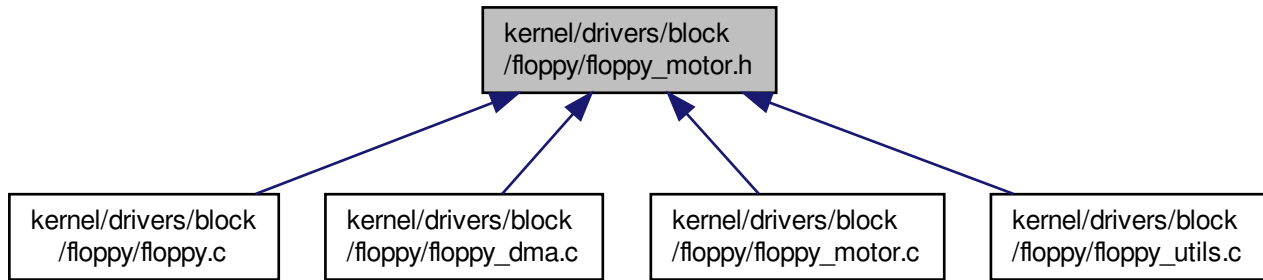 kernel/drivers/block
/floppy/floppy_motor.h
kernel/drivers/block
/floppy/floppy.c
kernel/drivers/block
/floppy/floppy_dma.c
kernel/drivers/block
/floppy/floppy_motor.c
kernel/drivers/block
/floppy/floppy_utils.c